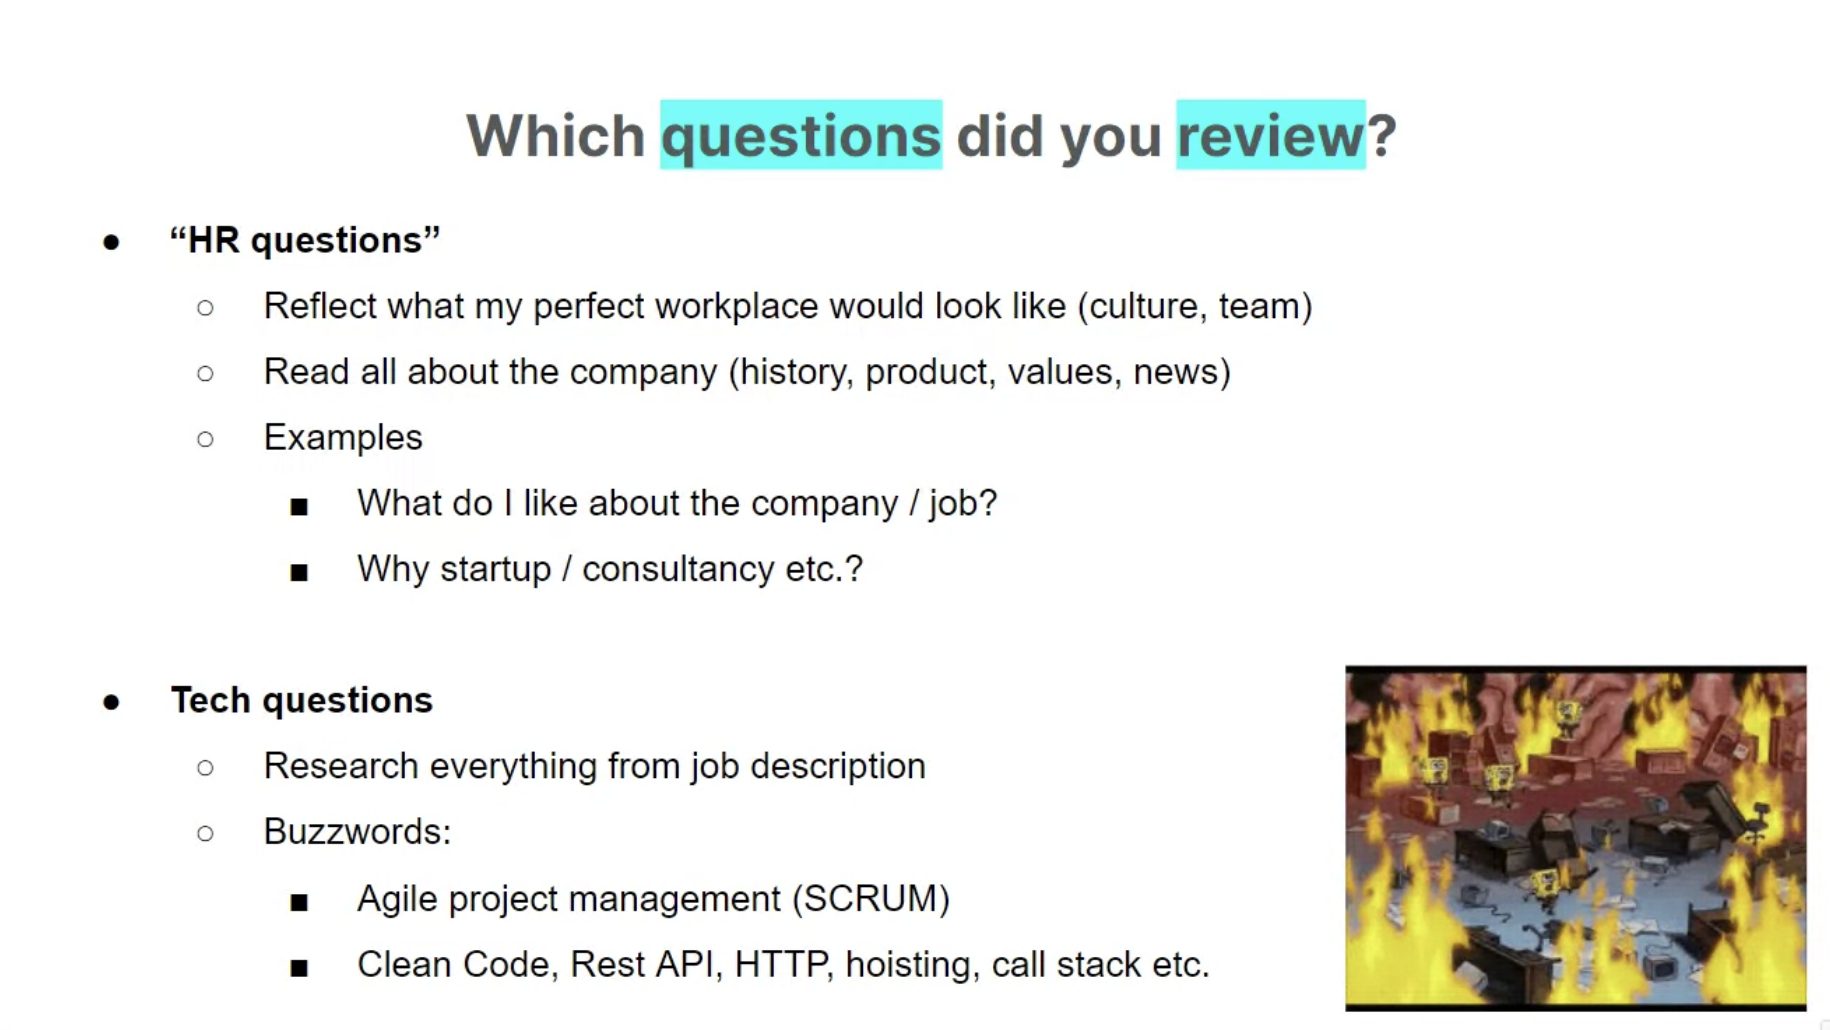 Which questions did you review?
● “HR questions”
○ Reflect what my perfect workplace would look like (culture, team)
○ Read all about the company (history, product, values, news)
○ Examples
■ What do I like about the company / job?
■ Why startup / consultancy etc.?
● Tech questions
○ Research everything from job description
○ Buzzwords:
■ Agile project management (SCRUM)
■ Clean Code, Rest API, HTTP, hoisting, call stack etc.